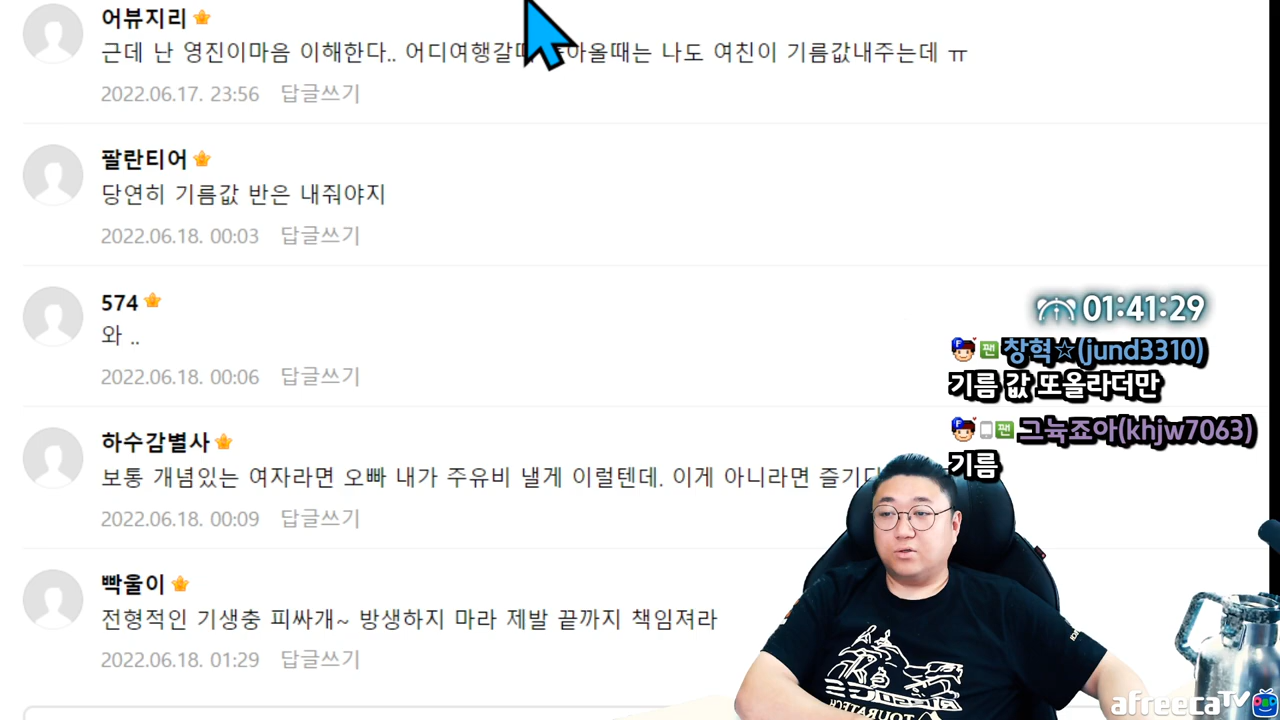 어뷰지리
근데 난 영진이마음 이해한다.. 어디여행갈때 아올때는 나도 여친이 기름값내주는데 ㅠ
2022.06.17. 23:56 답글쓰기
팔란티어
당연히 기름값 반은 내줘야지
2022.06.18. 00:03 답글쓰기
574
와 ..
2022.06.18. 00:06 답글쓰기
01:41:29
창혁☆(jund3310)
기름 값 또올라더만
그늌죠아(khjw7063)
기름
하수감별사
보통 개념있는 여자라면 오빠 내가 주유비 낼게 이럴텐데. 이게 아니라면
2022.06.18. 00:09 답글쓰기
빡울이
전형적인 기생충 피싸개~ 방생하지 마라 제발 끝까지 책임져라
2022.06.18. 01:29 답글쓰기
TOURATECH
afreecaTV